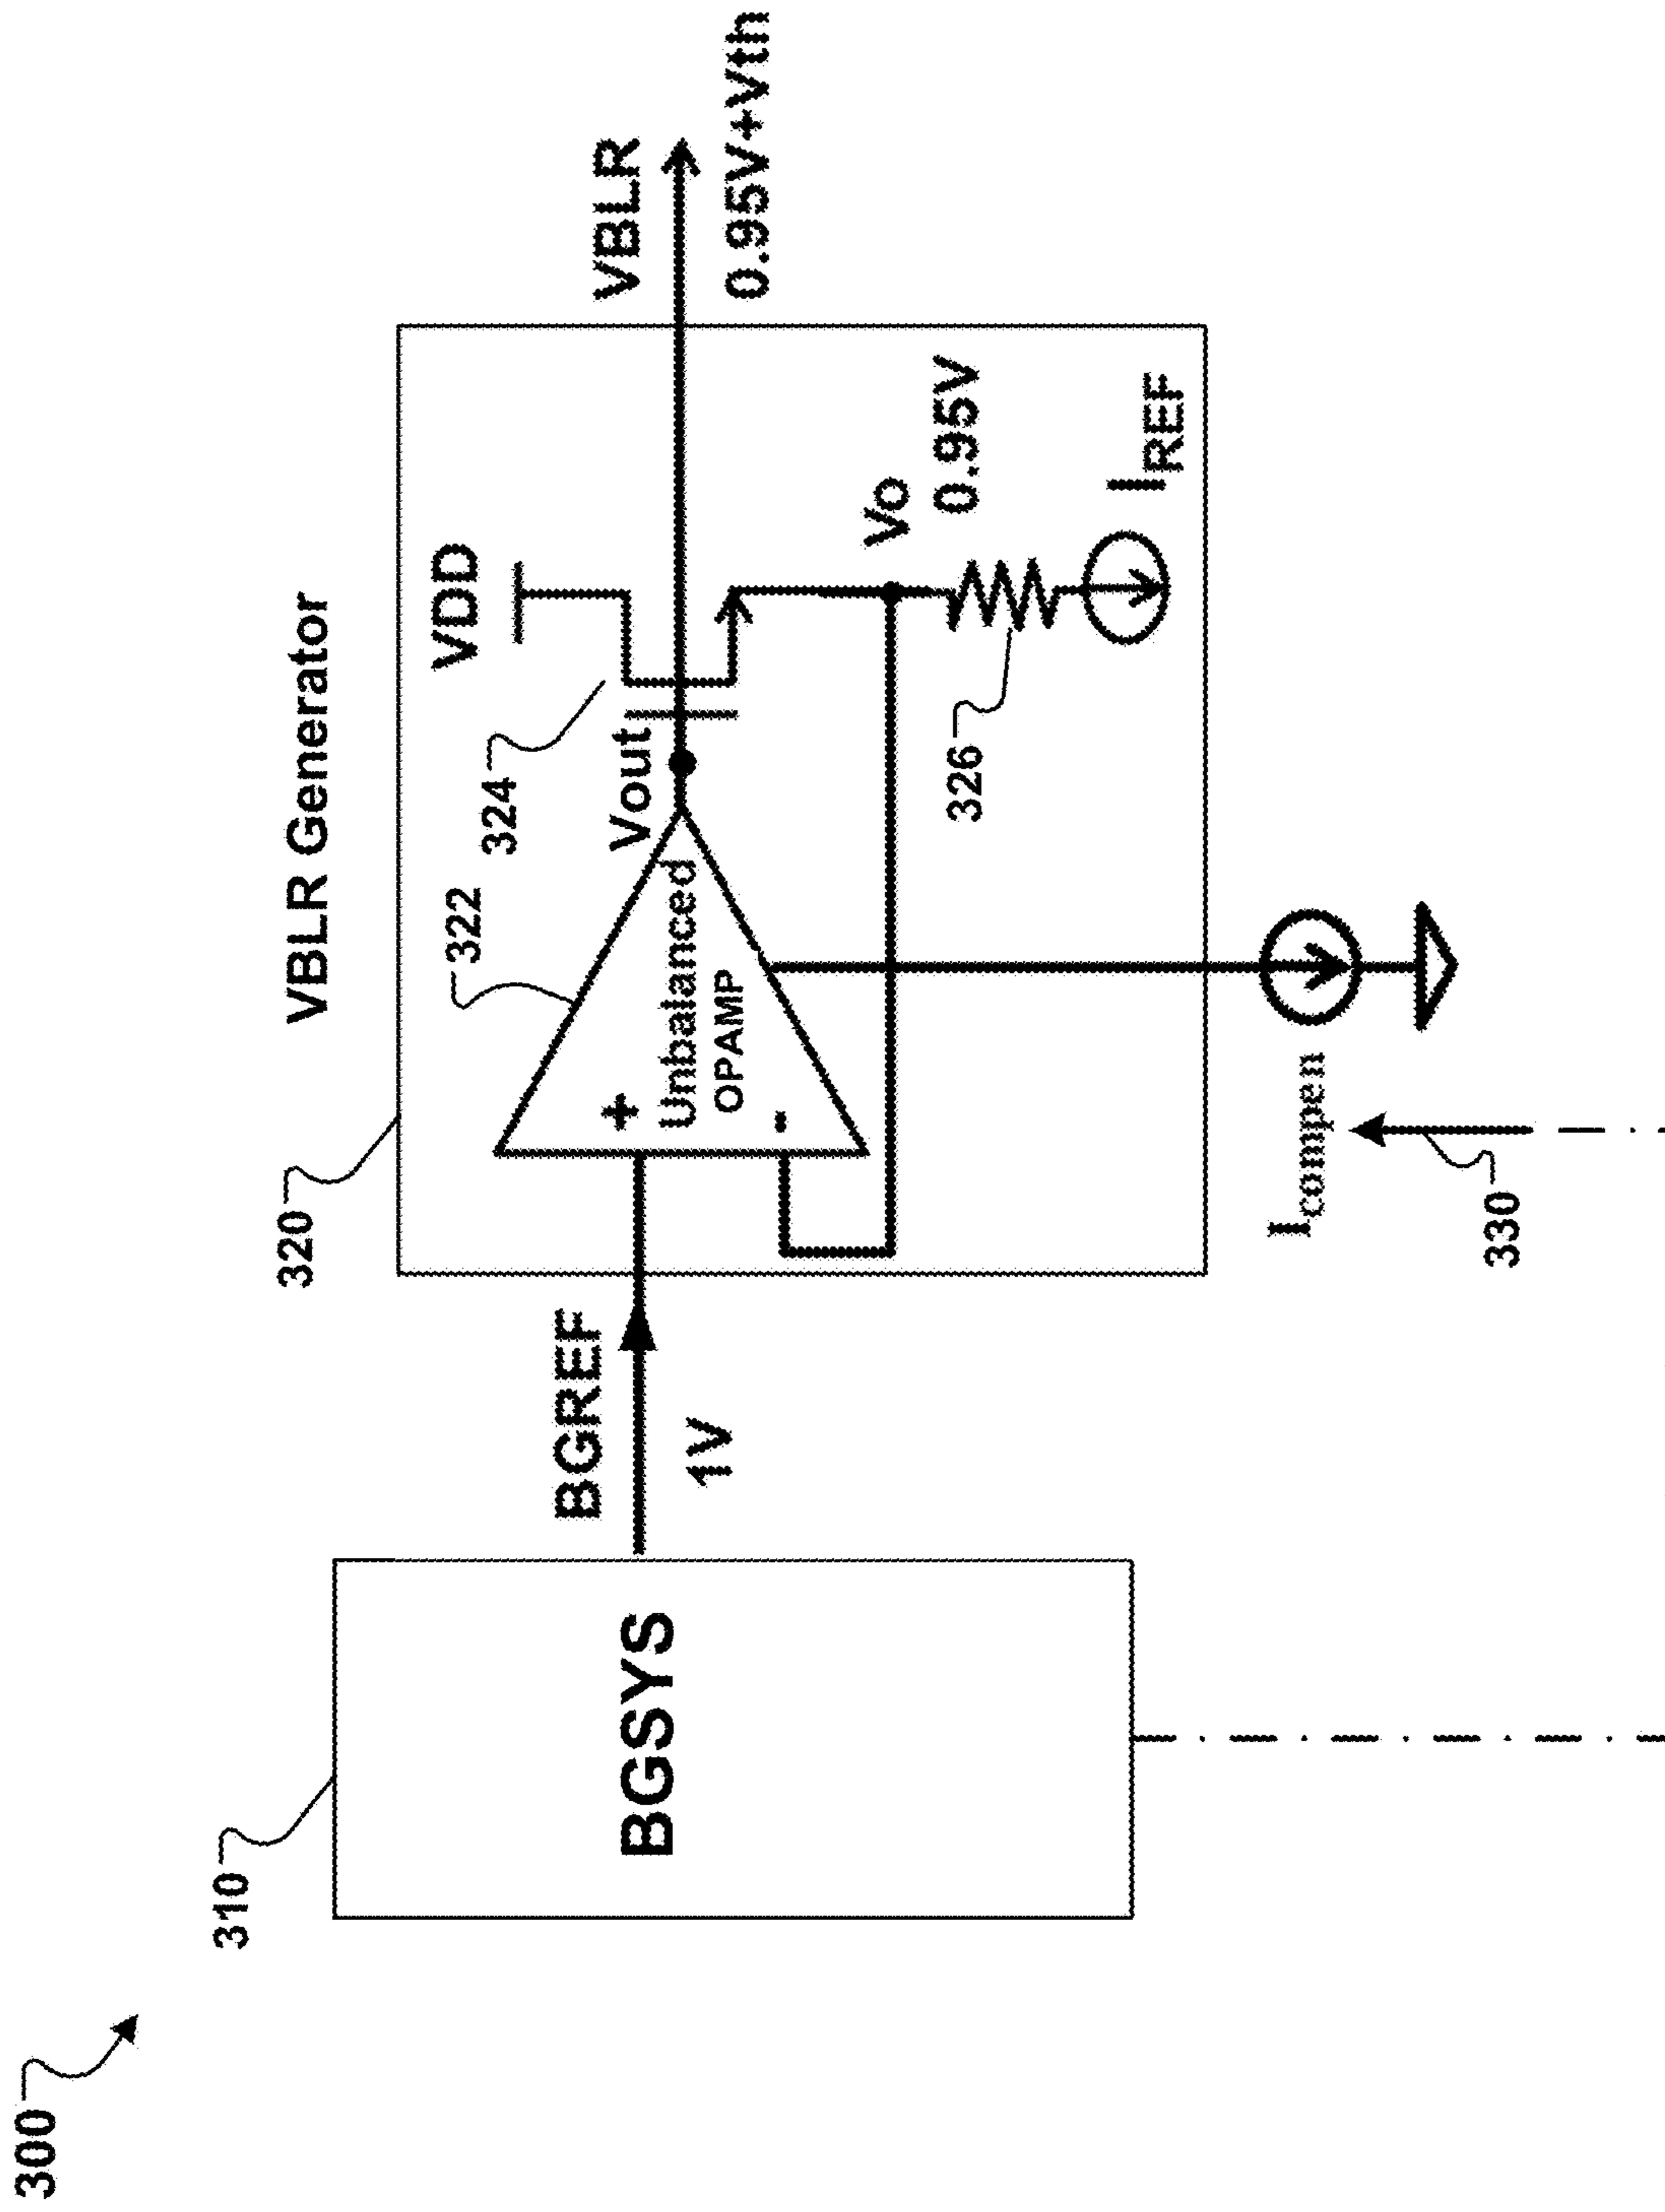 300
310
BGSYS
BGREF
1V
VBLR Generator
320
322
+
Unbalanced
OPAMP
-
Vout
324
VDD
Vo
0.95V
326
IREF
VBLR
0.95V+Vth
Icompen
330